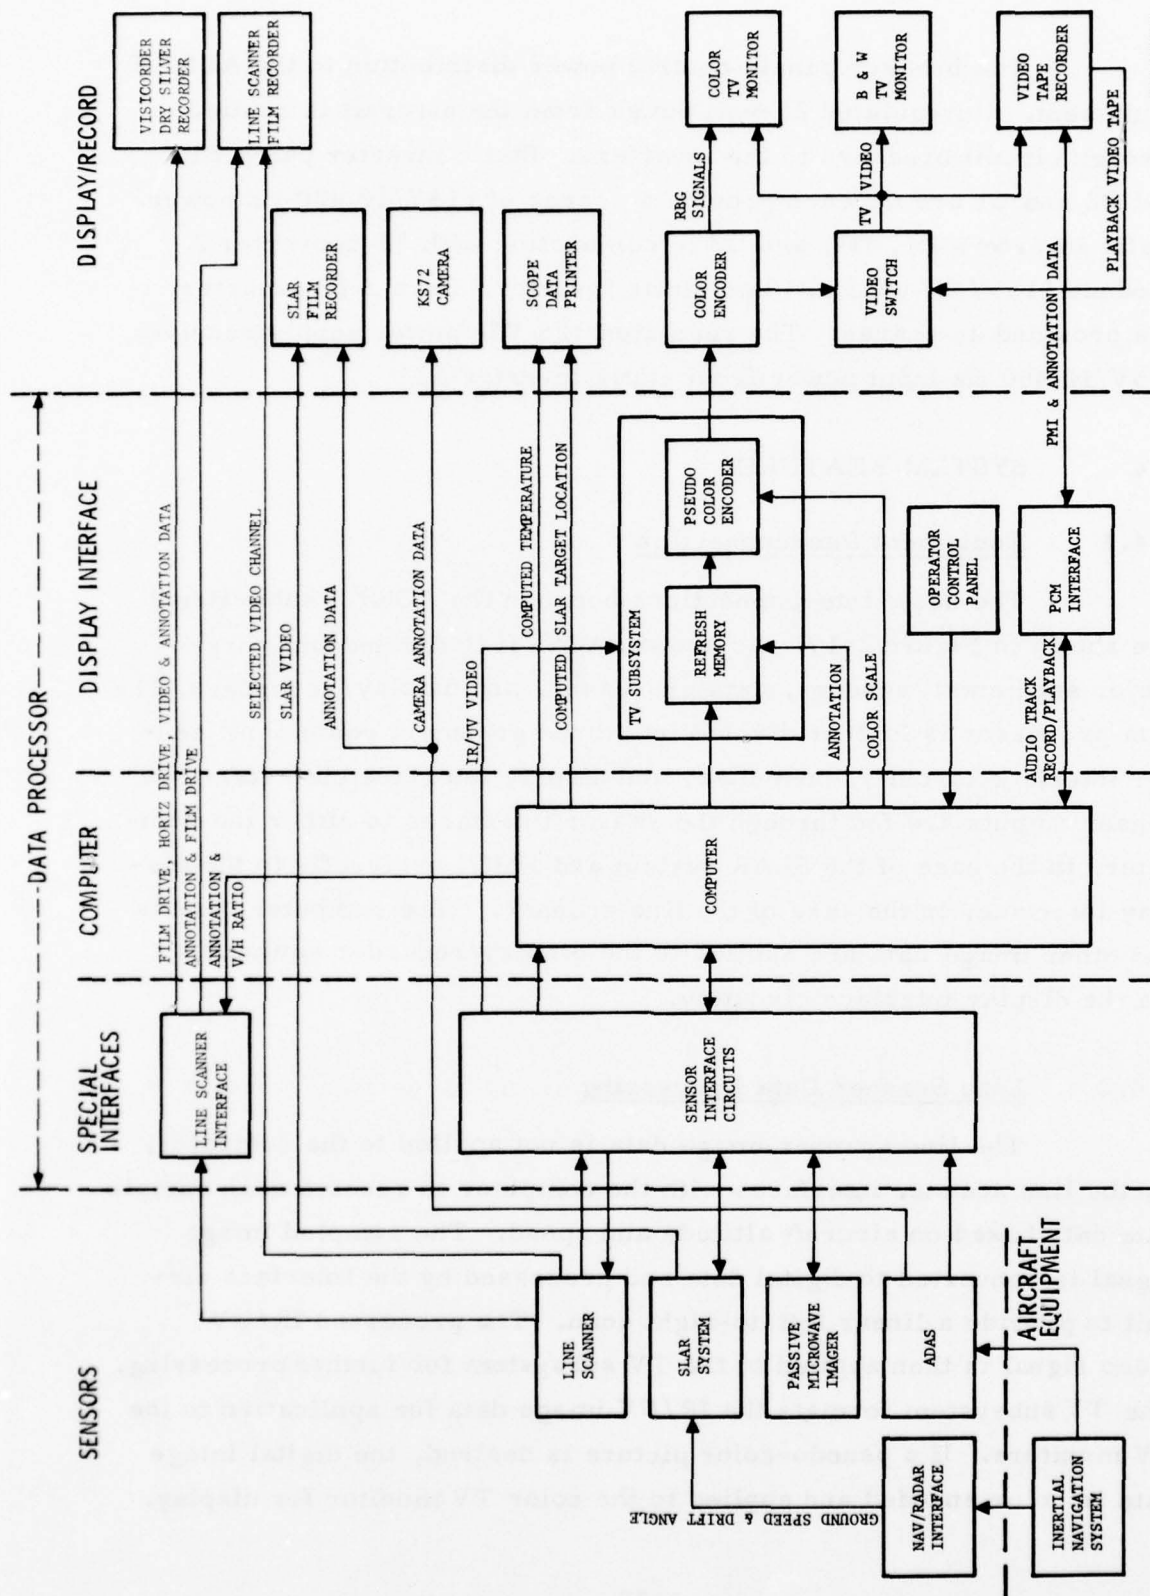 DATA PROCESSOR
SENSORS
SPECIAL
INTERFACES
COMPUTER
DISPLAY INTERFACE
DISPLAY/RECORD
FILM DRIVE, HORIZ DRIVE, VIDEO & ANNOTATION DATA
ANNOTATION & FILM DRIVE
ANNOTATION &
V/H RATIO
SELECTED VIDEO CHANNEL
SLAR VIDEO
ANNOTATION DATA
CAMERA ANNOTATION DATA
IR/UV VIDEO
COMPUTED TEMPERATURE
COMPUTED SLAR TARGET LOCATION
VISICORDER
DRY SILVER
RECORDER
LINE SCANNER
FILM RECORDER
SLAR
FILM
RECORDER
KS72
CAMERA
SCOPE
DATA
PRINTER
LINE SCANNER
INTERFACE
LINE
SCANNER
SLAR
SYSTEM
PASSIVE
MICROWAVE
IMAGER
ADAS
SENSOR
INTERFACE
CIRCUITS
COMPUTER
TV SUBSYSTEM
REFRESH
MEMORY
PSEUDO
COLOR
ENCODER
COLOR
ENCODER
RBG
SIGNALS
COLOR
TV
MONITOR
B & W
TV
MONITOR
VIDEO
TAPE
RECORDER
VIDEO
SWITCH
TV VIDEO
ANNOTATION
COLOR SCALE
OPERATOR
CONTROL
PANEL
AUDIO TRACK
RECORD/PLAYBACK
PCM
INTERFACE
PMI & ANNOTATION DATA
PLAYBACK VIDEO TAPE
GROUND SPEED & DRIFT ANGLE
NAV/RADAR
INTERFACE
AIRCRAFT
EQUIPMENT
INERTIAL
NAVIGATION
SYSTEM